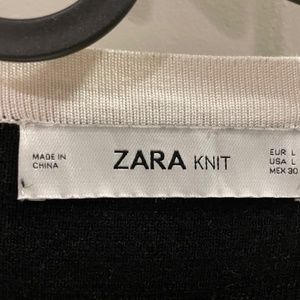 MADE IN
CHINA
ZARA KNIT
EUR L
USA L
MEX 30